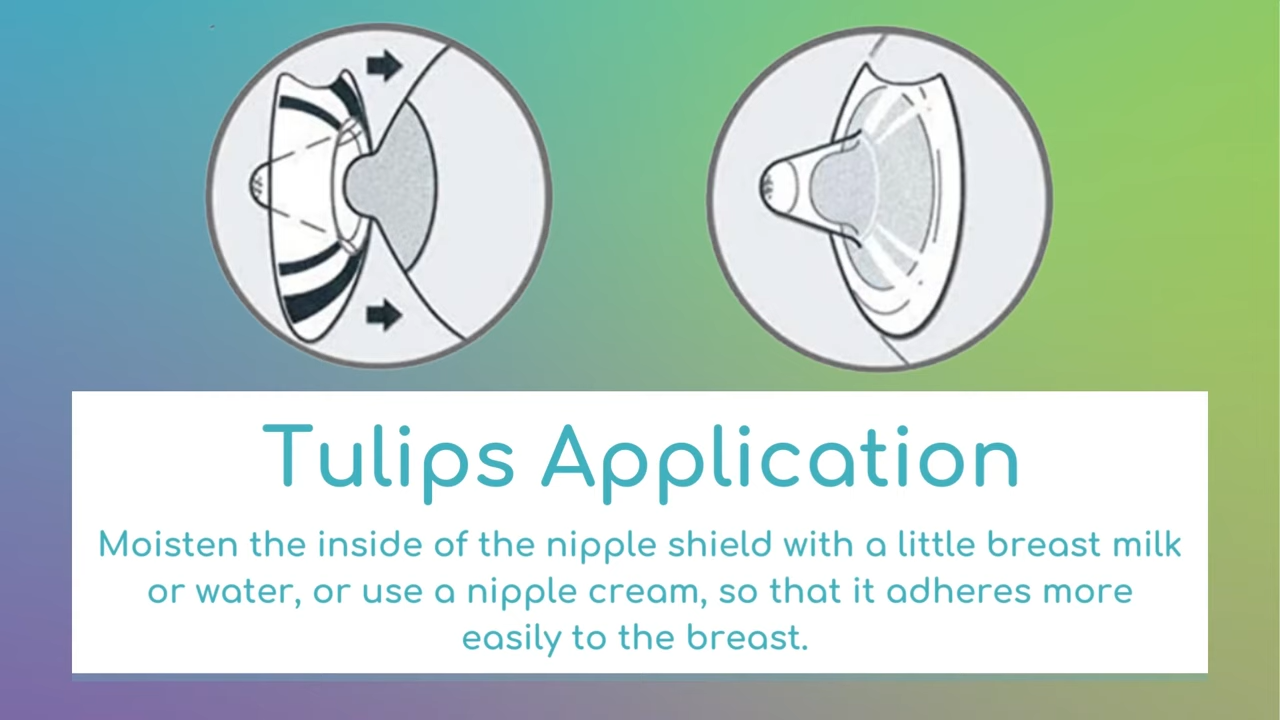 Tulips Application
Moisten the inside of the nipple shield with a little breast milk
or water, or use a nipple cream, so that it adheres more
easily to the breast.